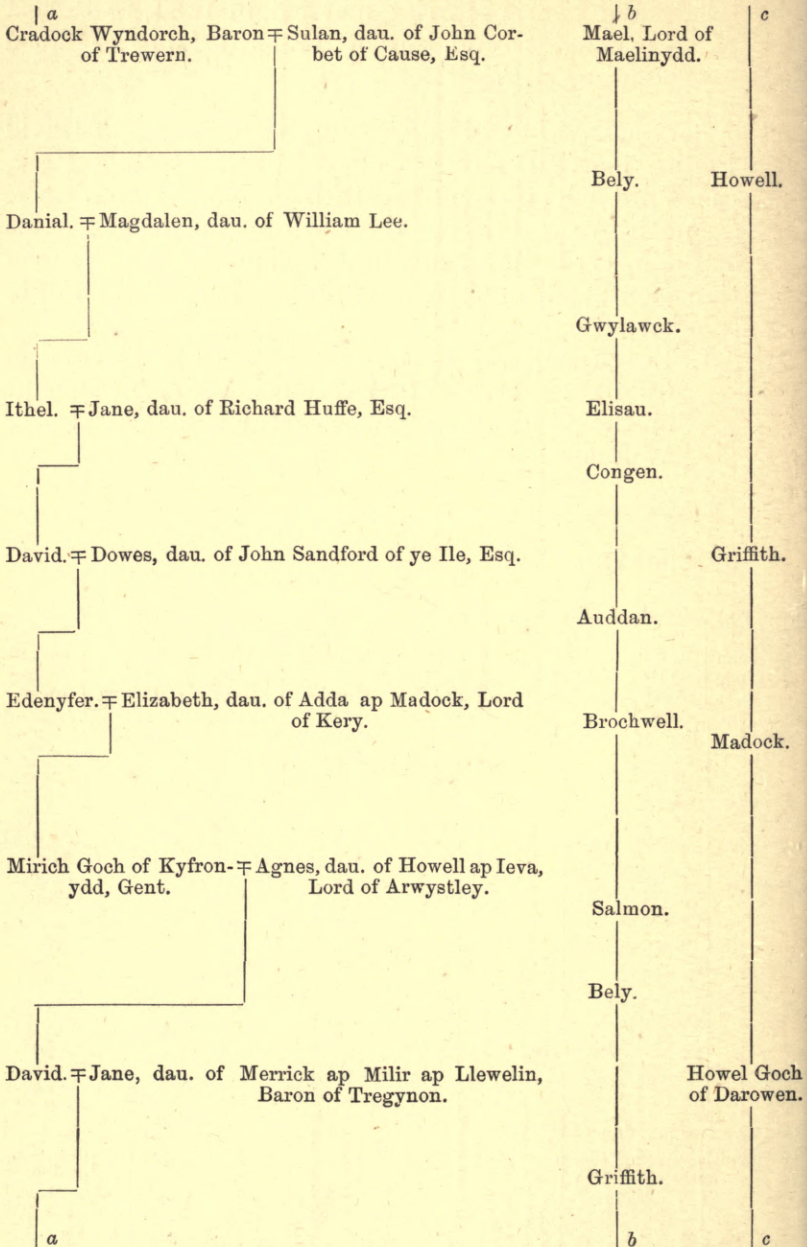 a b c
Cradock Wyndorch, Baron ⩱ Sulan, dau. of John Cor- Mael, Lord of
of Trewern. bet of Cause, Esq. Maelinydd.
Bely. Howell.
Danial. ⩱ Magdalen, dau. of William Lee.
Gwylawck.
Ithel. ⩱ Jane, dau. of Richard Huffe, Esq. Elisau.
Congen.
David. ⩱ Dowes, dau. of John Sandford of ye Ile, Esq. Griffith.
Auddan.
Edenyfer. ⩱ Elizabeth, dau. of Adda ap Madock, Lord
of Kery. Brochwell.
Madock.
Mirich Goch of Kyfron- ⩱ Agnes, dau. of Howell ap Ieva,
ydd, Gent. Lord of Arwystley.
Salmon.
Bely.
David. ⩱ Jane, dau. of Merrick ap Milir ap Llewelin, Howel Goch
Baron of Tregynon. of Darowen.
Griffith.
a b c